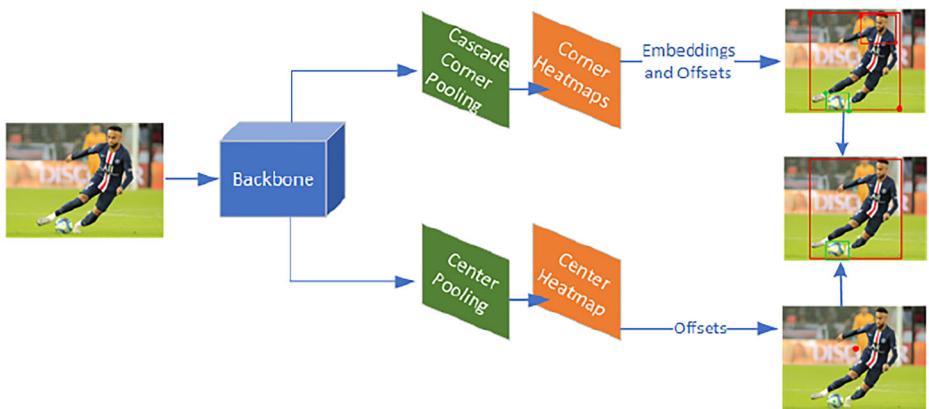 Cascade
Corner
Pooling
Corner
Heatmaps
Embeddings
and Offsets
Backbone
Center
Pooling
Center
Heatmap
Offsets